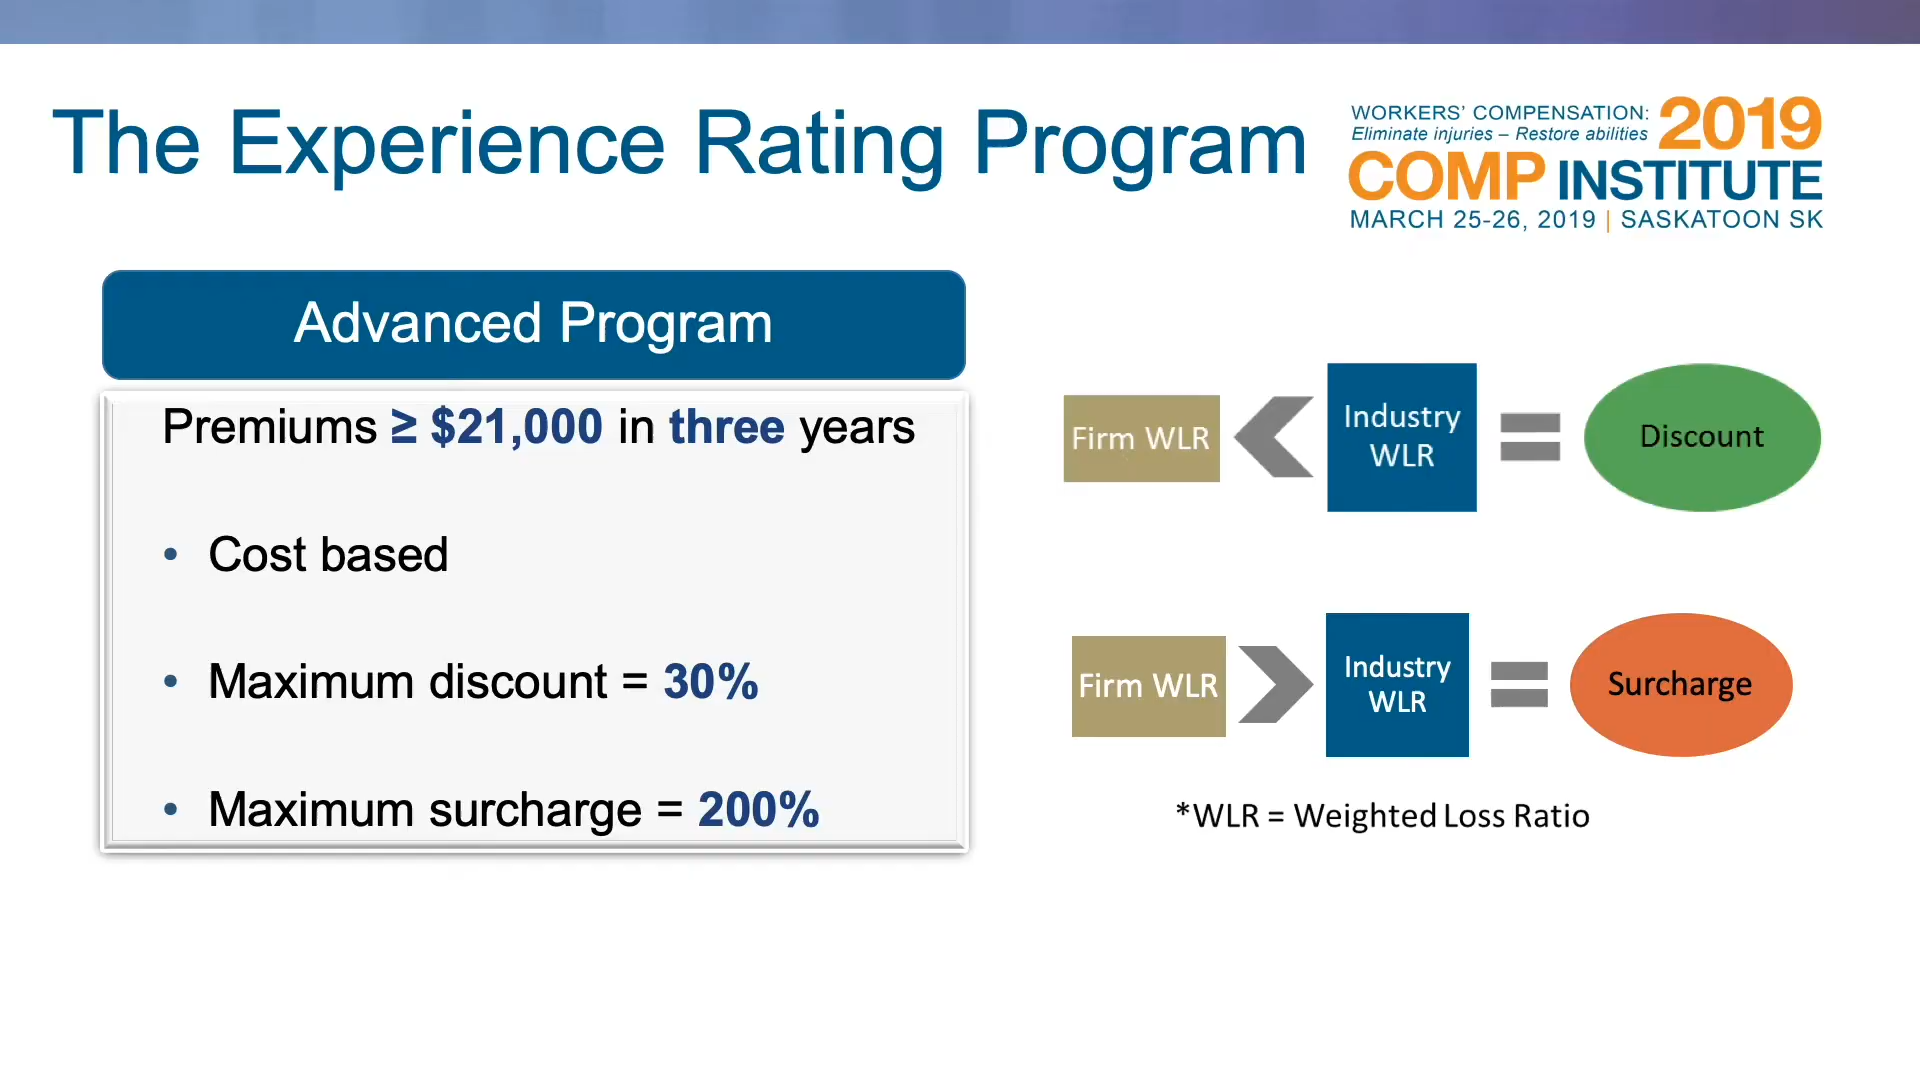 The Experience Rating Program
WORKERS' COMPENSATION:
Eliminate injuries – Restore abilities
2019
COMP INSTITUTE
MARCH 25-26, 2019 | SASKATOON SK
Advanced Program
Premiums ≥ $21,000 in three years
• Cost based
• Maximum discount = 30%
• Maximum surcharge = 200%
Firm WLR
Industry
WLR
Discount
Firm WLR
Industry
WLR
Surcharge
*WLR = Weighted Loss Ratio